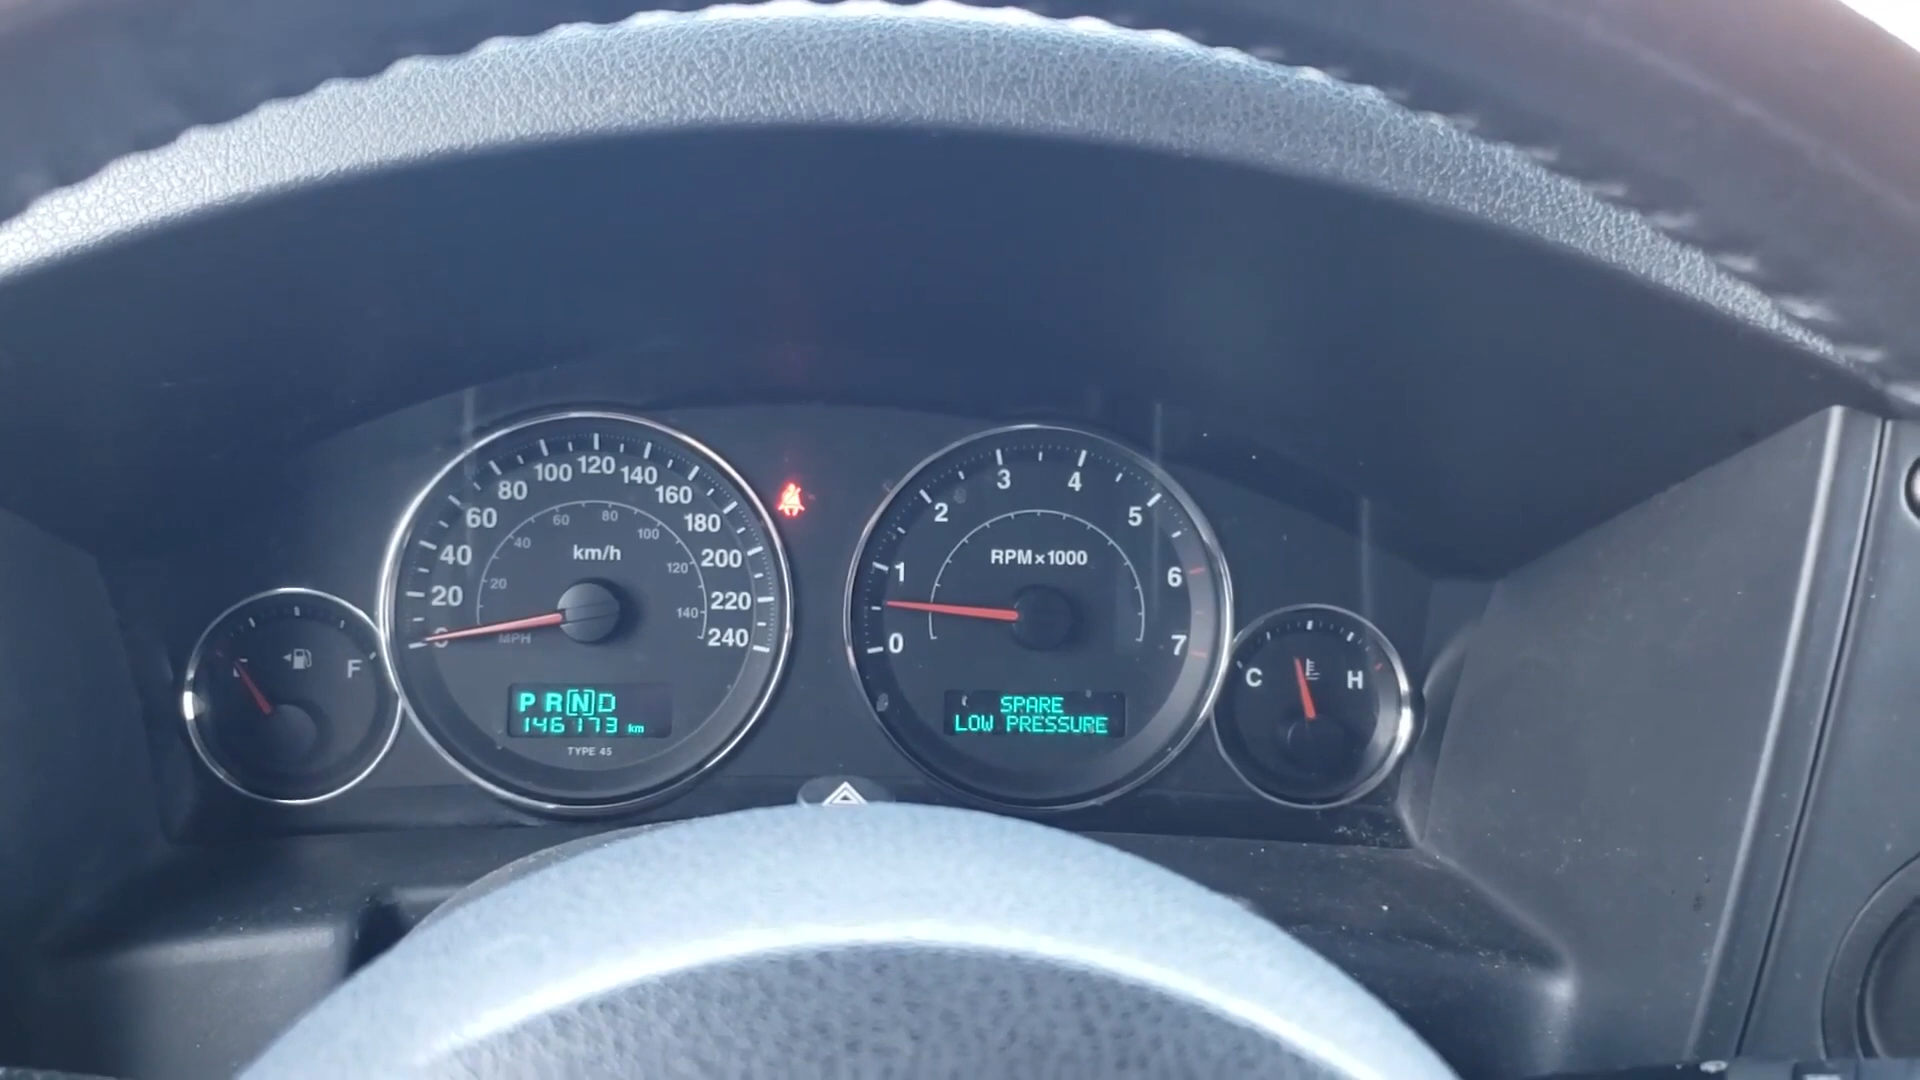 100 120 140
80 160
60 180
40 200
20 220
0 240
60 80
40 100
20 120
140
km/h
MPH
PRND
146173 km
TYPE 45
F
3 4
2 5
1 6
0 7
RPM×1000
SPARE
LOW PRESSURE
C H